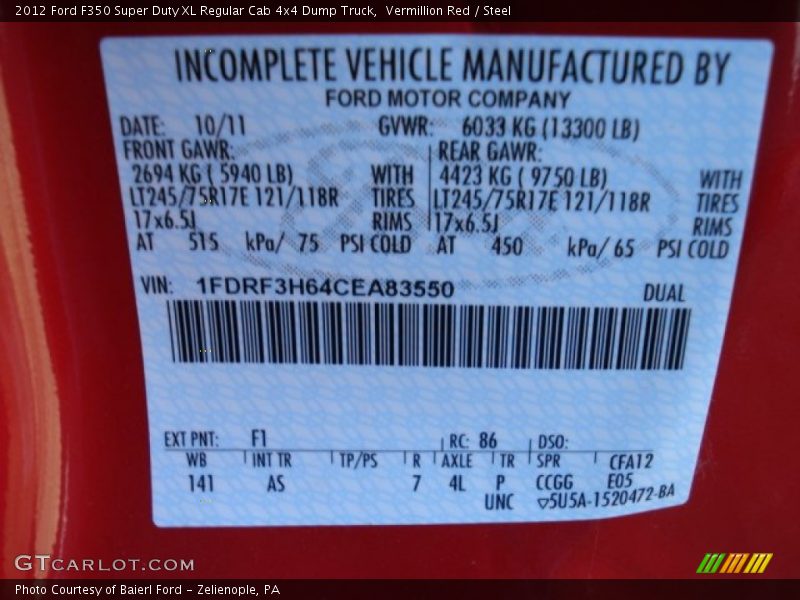 2012 Ford F350 Super Duty XL Regular Cab 4x4 Dump Truck, Vermillion Red / Steel
INCOMPLETE VEHICLE MANUFACTURED BY
FORD MOTOR COMPANY
DATE: 10/11 GVWR: 6033 KG (13300 LB)
FRONT GAWR: REAR GAWR:
2694 KG ( 5940 LB) WITH 4423 KG ( 9750 LB) WITH
LT245/75R17E 121/118R TIRES LT245/75R17E 121/118R TIRES
17x6.5J RIMS 17x6.5J RIMS
AT 515 kPa/ 75 PSI COLD AT 450 kPa/ 65 PSI COLD
VIN: 1FDRF3H64CEA83550 DUAL
EXT PNT: F1 RC: 86 DSO:
WB INT TR TP/PS R AXLE TR SPR CFA12
141 AS 7 4L P CCGG E05
UNC ▽5U5A-1520472-BA
GTCARLOT.COM
Photo Courtesy of Baierl Ford - Zelienople, PA